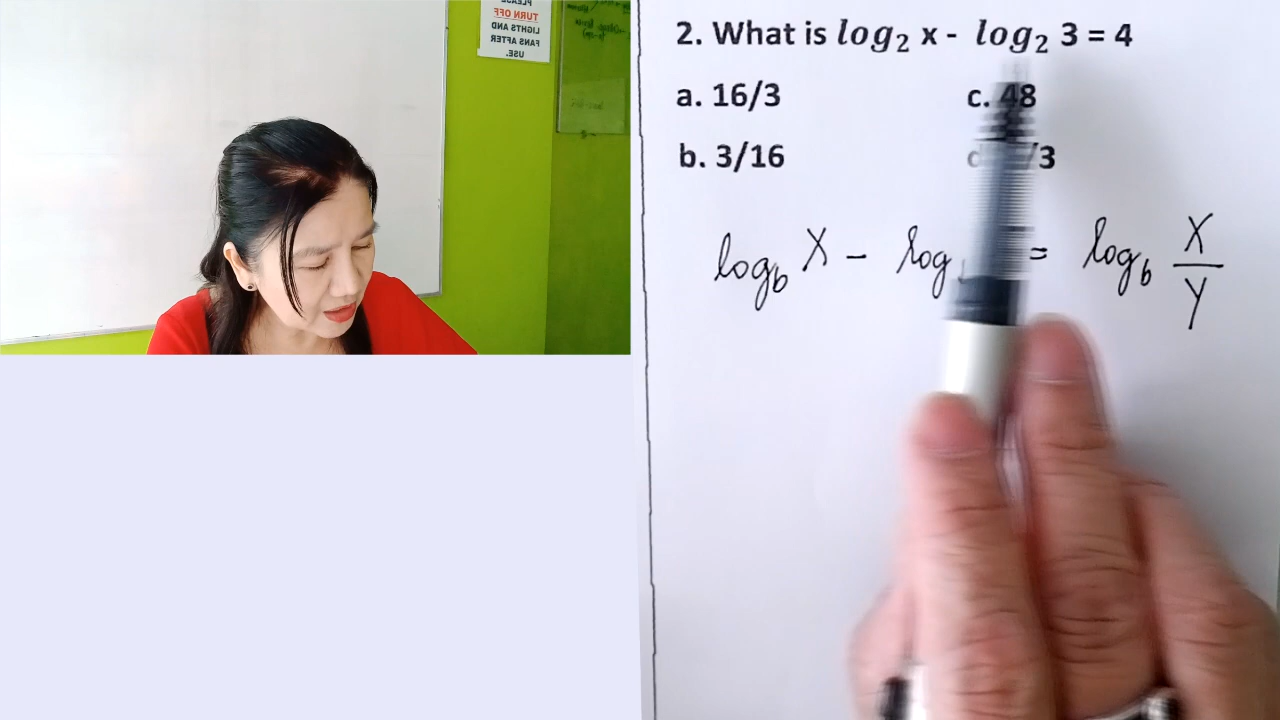 PLEASE
TURN OFF
LIGHTS AND
FANS AFTER
USE.
2. What is log₂ x - log₂ 3 = 4
a. 16/3
c. 48
b. 3/16
/3
log_b X - log = log_b X/Y